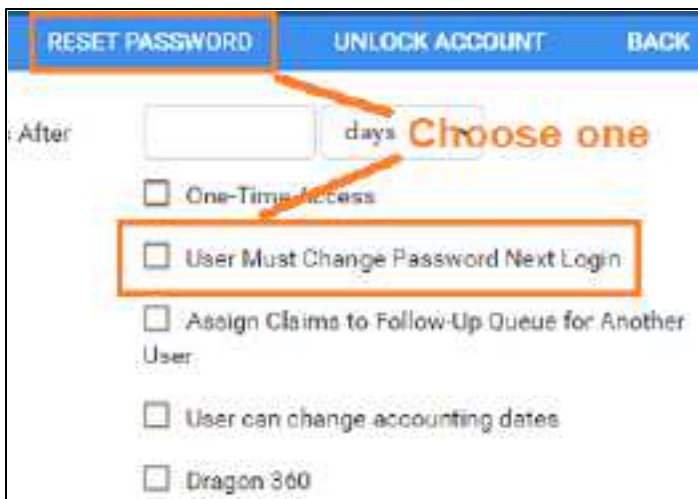 RESET PASSWORD UNLOCK ACCOUNT BACK
After days Choose one
One-Time Access
User Must Change Password Next Login
Assign Claims to Follow-Up Queue for Another
User
User can change accounting dates
Dragon 360